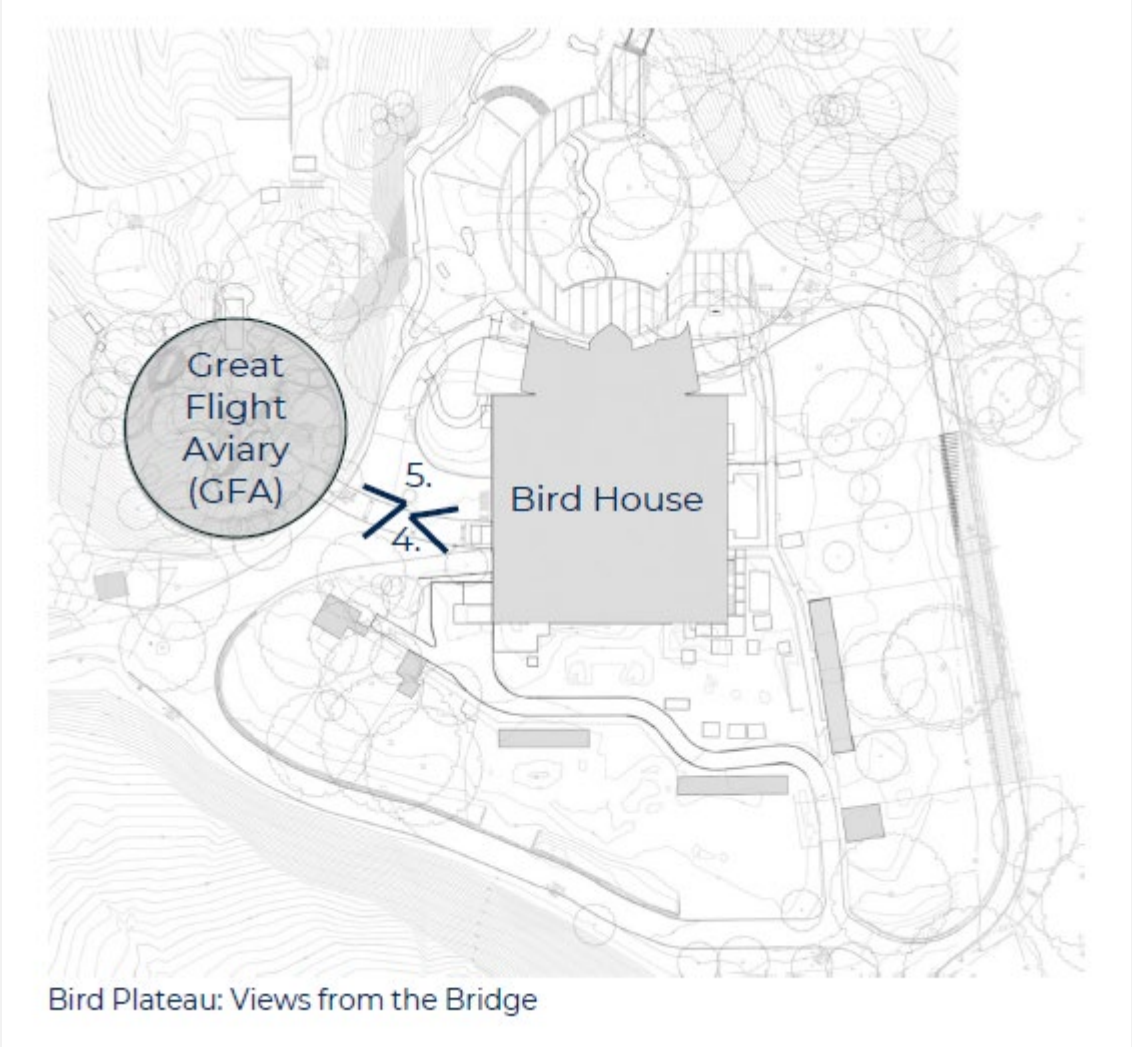 Great
Flight
Aviary
(GFA)
5.
4.
Bird House
Bird Plateau: Views from the Bridge